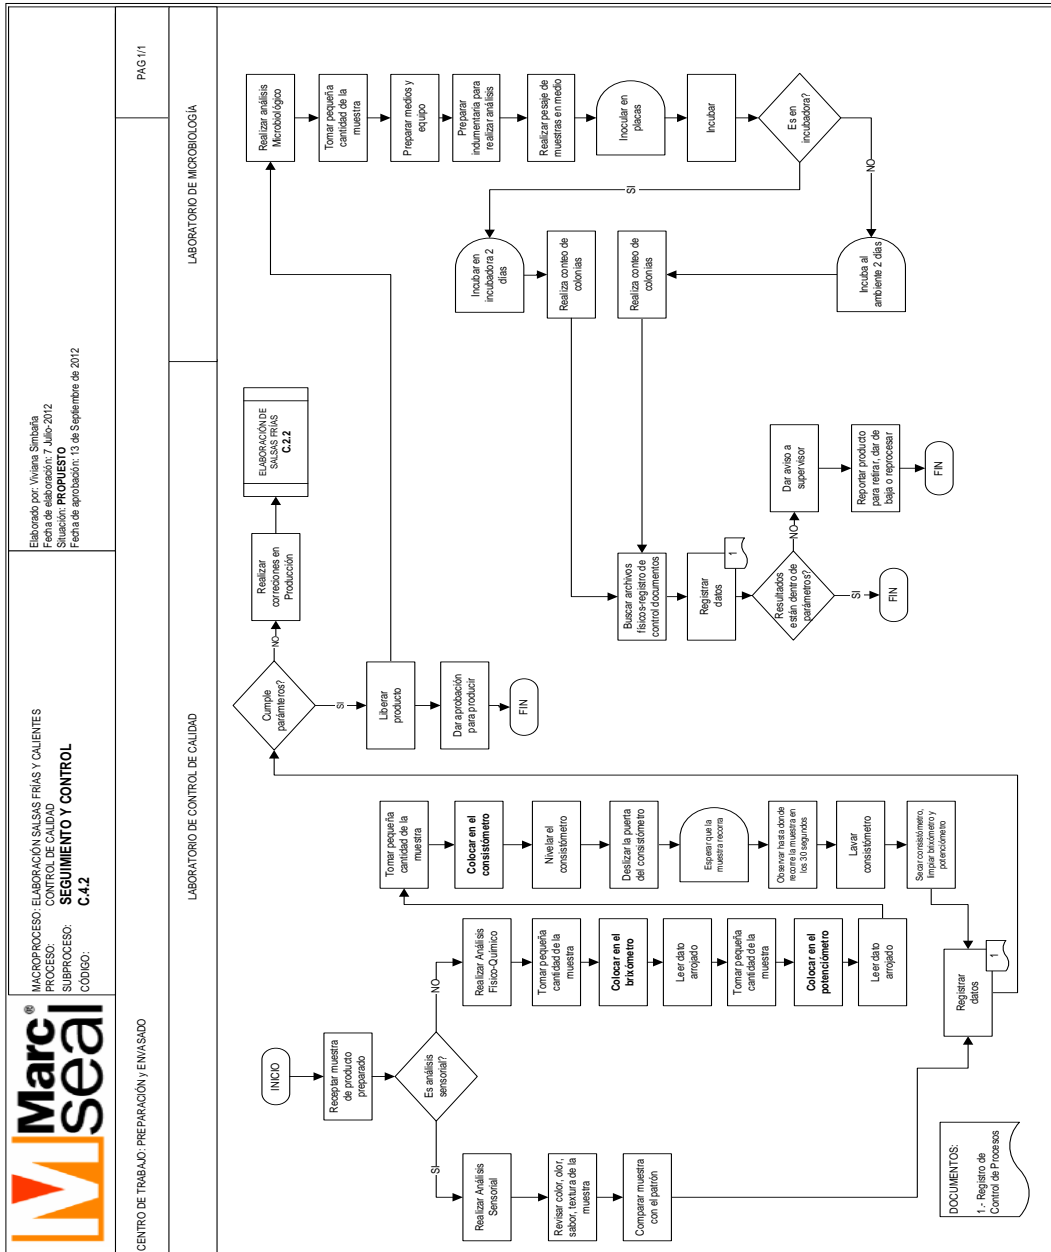 Marc®
seal
MACROPROCESO: ELABORACIÓN SALSAS FRÍAS Y CALIENTES
PROCESO: CONTROL DE CALIDAD
SUBPROCESO: SEGUIMIENTO Y CONTROL
CÓDIGO: C.4.2
Elaborado por: Viviana Simbaña
Fecha de elaboración: 7 Julio-2012
Situación: PROPUESTO
Fecha de aprobación: 13 de Septiembre de 2012
CENTRO DE TRABAJO: PREPARACIÓN y ENVASADO
PAG 1/1
LABORATORIO DE CONTROL DE CALIDAD
LABORATORIO DE MICROBIOLOGÍA
INICIO
Receptar muestra
de producto
preparado
Es análisis
sensorial?
SI
NO
Realizar Análisis
Sensorial
Revisar color, olor,
sabor, textura de la
muestra
Comparar muestra
con el patrón
Realizar Análisis
Físico-Químico
Tomar pequeña
cantidad de la
muestra
Colocar en el
brixómetro
Leer dato
arrojado
Tomar pequeña
cantidad de la
muestra
Colocar en el
potenciómetro
Leer dato
arrojado
Tomar pequeña
cantidad de la
muestra
Colocar en el
consistómetro
Nivelar el
consistómetro
Deslizar la puerta
del consistómetro
Esperar que la
muestra recorra
Observar hasta donde
recorre la muestra en
los 30 segundos
Lavar
consistómetro
Secar consistómetro,
limpiar brixómetro y
potenciómetro
Registrar
datos
1
Cumple
parámteros?
NO
SI
Realizar
correciones en
Producción
ELABORACIÓN DE
SALSAS FRÍAS
C.2.2
Liberar
producto
Dar aprobación
para producir
FIN
Realizar análisis
Microbiológico
Tomar pequeña
cantidad de la
muestra
Preparar medios y
equipo
Preparar
indumentaria para
realizar análisis
Realizar pesaje de
muestras en medio
Inocular en
placas
Incubar
Es en
incubadora?
SI
NO
Incubar en
incubadora 2
días
Realiza conteo de
colonias
Incuba al
ambiente 2 días
Realiza conteo de
colonias
Buscar archivos
físicos-registro de
control documentos
Registrar
datos
1
Resultados
están dentro de
parámetros?
NO
SI
Dar aviso a
supervisor
Reportar producto
para retirar, dar de
baja o reprocesar
FIN
FIN
DOCUMENTOS:
1.- Registro de
Control de Procesos